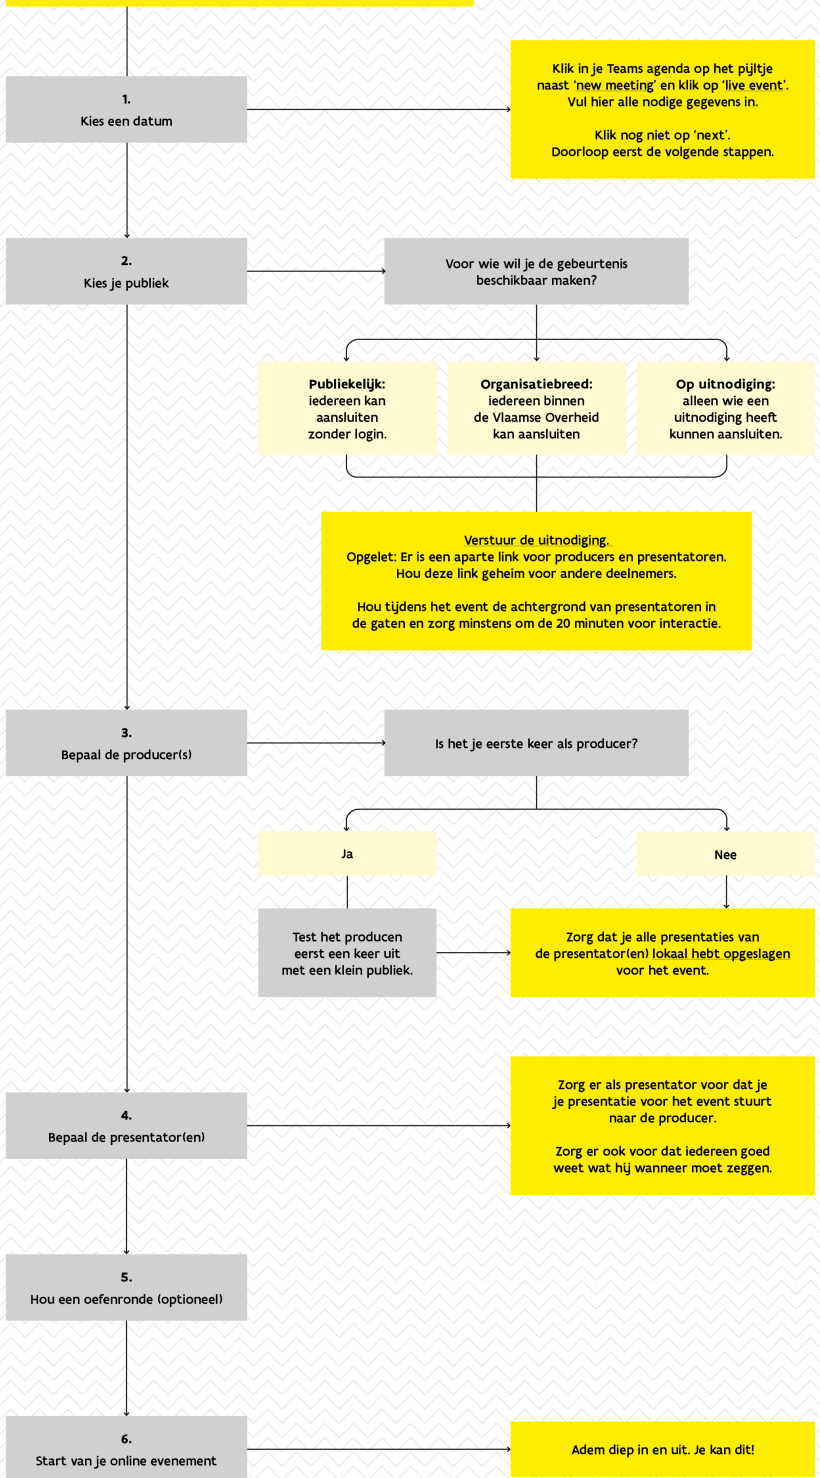 1.
Kies een datum
Klik in je Teams agenda op het pijltje
naast ‘new meeting’ en klik op ‘live event’.
Vul hier alle nodige gegevens in.
Klik nog niet op ‘next’.
Doorloop eerst de volgende stappen.
2.
Kies je publiek
Voor wie wil je de gebeurtenis
beschikbaar maken?
Publiekelijk:
iedereen kan
aansluiten
zonder login.
Organisatiebreed:
iedereen binnen
de Vlaamse Overheid
kan aansluiten
Op uitnodiging:
alleen wie een
uitnodiging heeft
kunnen aansluiten.
Verstuur de uitnodiging.
Opgelet: Er is een aparte link voor producers en presentatoren.
Hou deze link geheim voor andere deelnemers.
Hou tijdens het event de achtergrond van presentatoren in
de gaten en zorg minstens om de 20 minuten voor interactie.
3.
Bepaal de producer(s)
Is het je eerste keer als producer?
Ja
Nee
Test het producen
eerst een keer uit
met een klein publiek.
Zorg dat je alle presentaties van
de presentator(en) lokaal hebt opgeslagen
voor het event.
4.
Bepaal de presentator(en)
Zorg er als presentator voor dat je
je presentatie voor het event stuurt
naar de producer.
Zorg er ook voor dat iedereen goed
weet wat hij wanneer moet zeggen.
5.
Hou een oefenronde (optioneel)
6.
Start van je online evenement
Adem diep in en uit. Je kan dit!